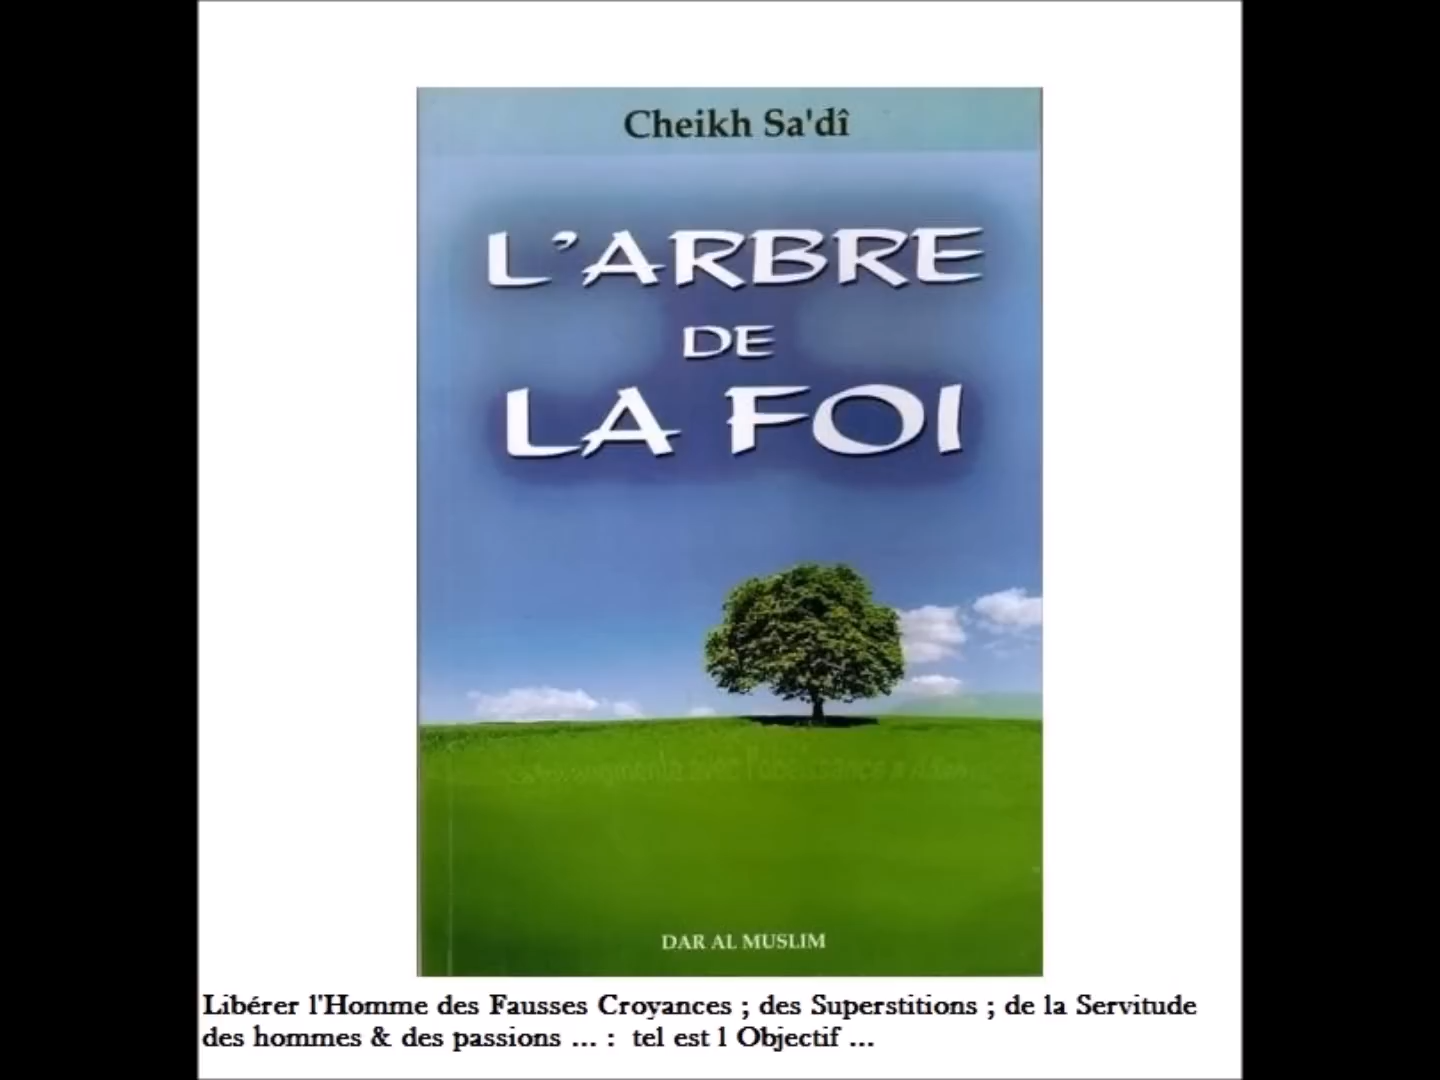 Cheikh Sa'dî
L'ARBRE
DE
LA FOI
DAR AL MUSLIM
Libérer l'Homme des Fausses Croyances ; des Superstitions ; de la Servitude
des hommes & des passions ... : tel est l Objectif ...